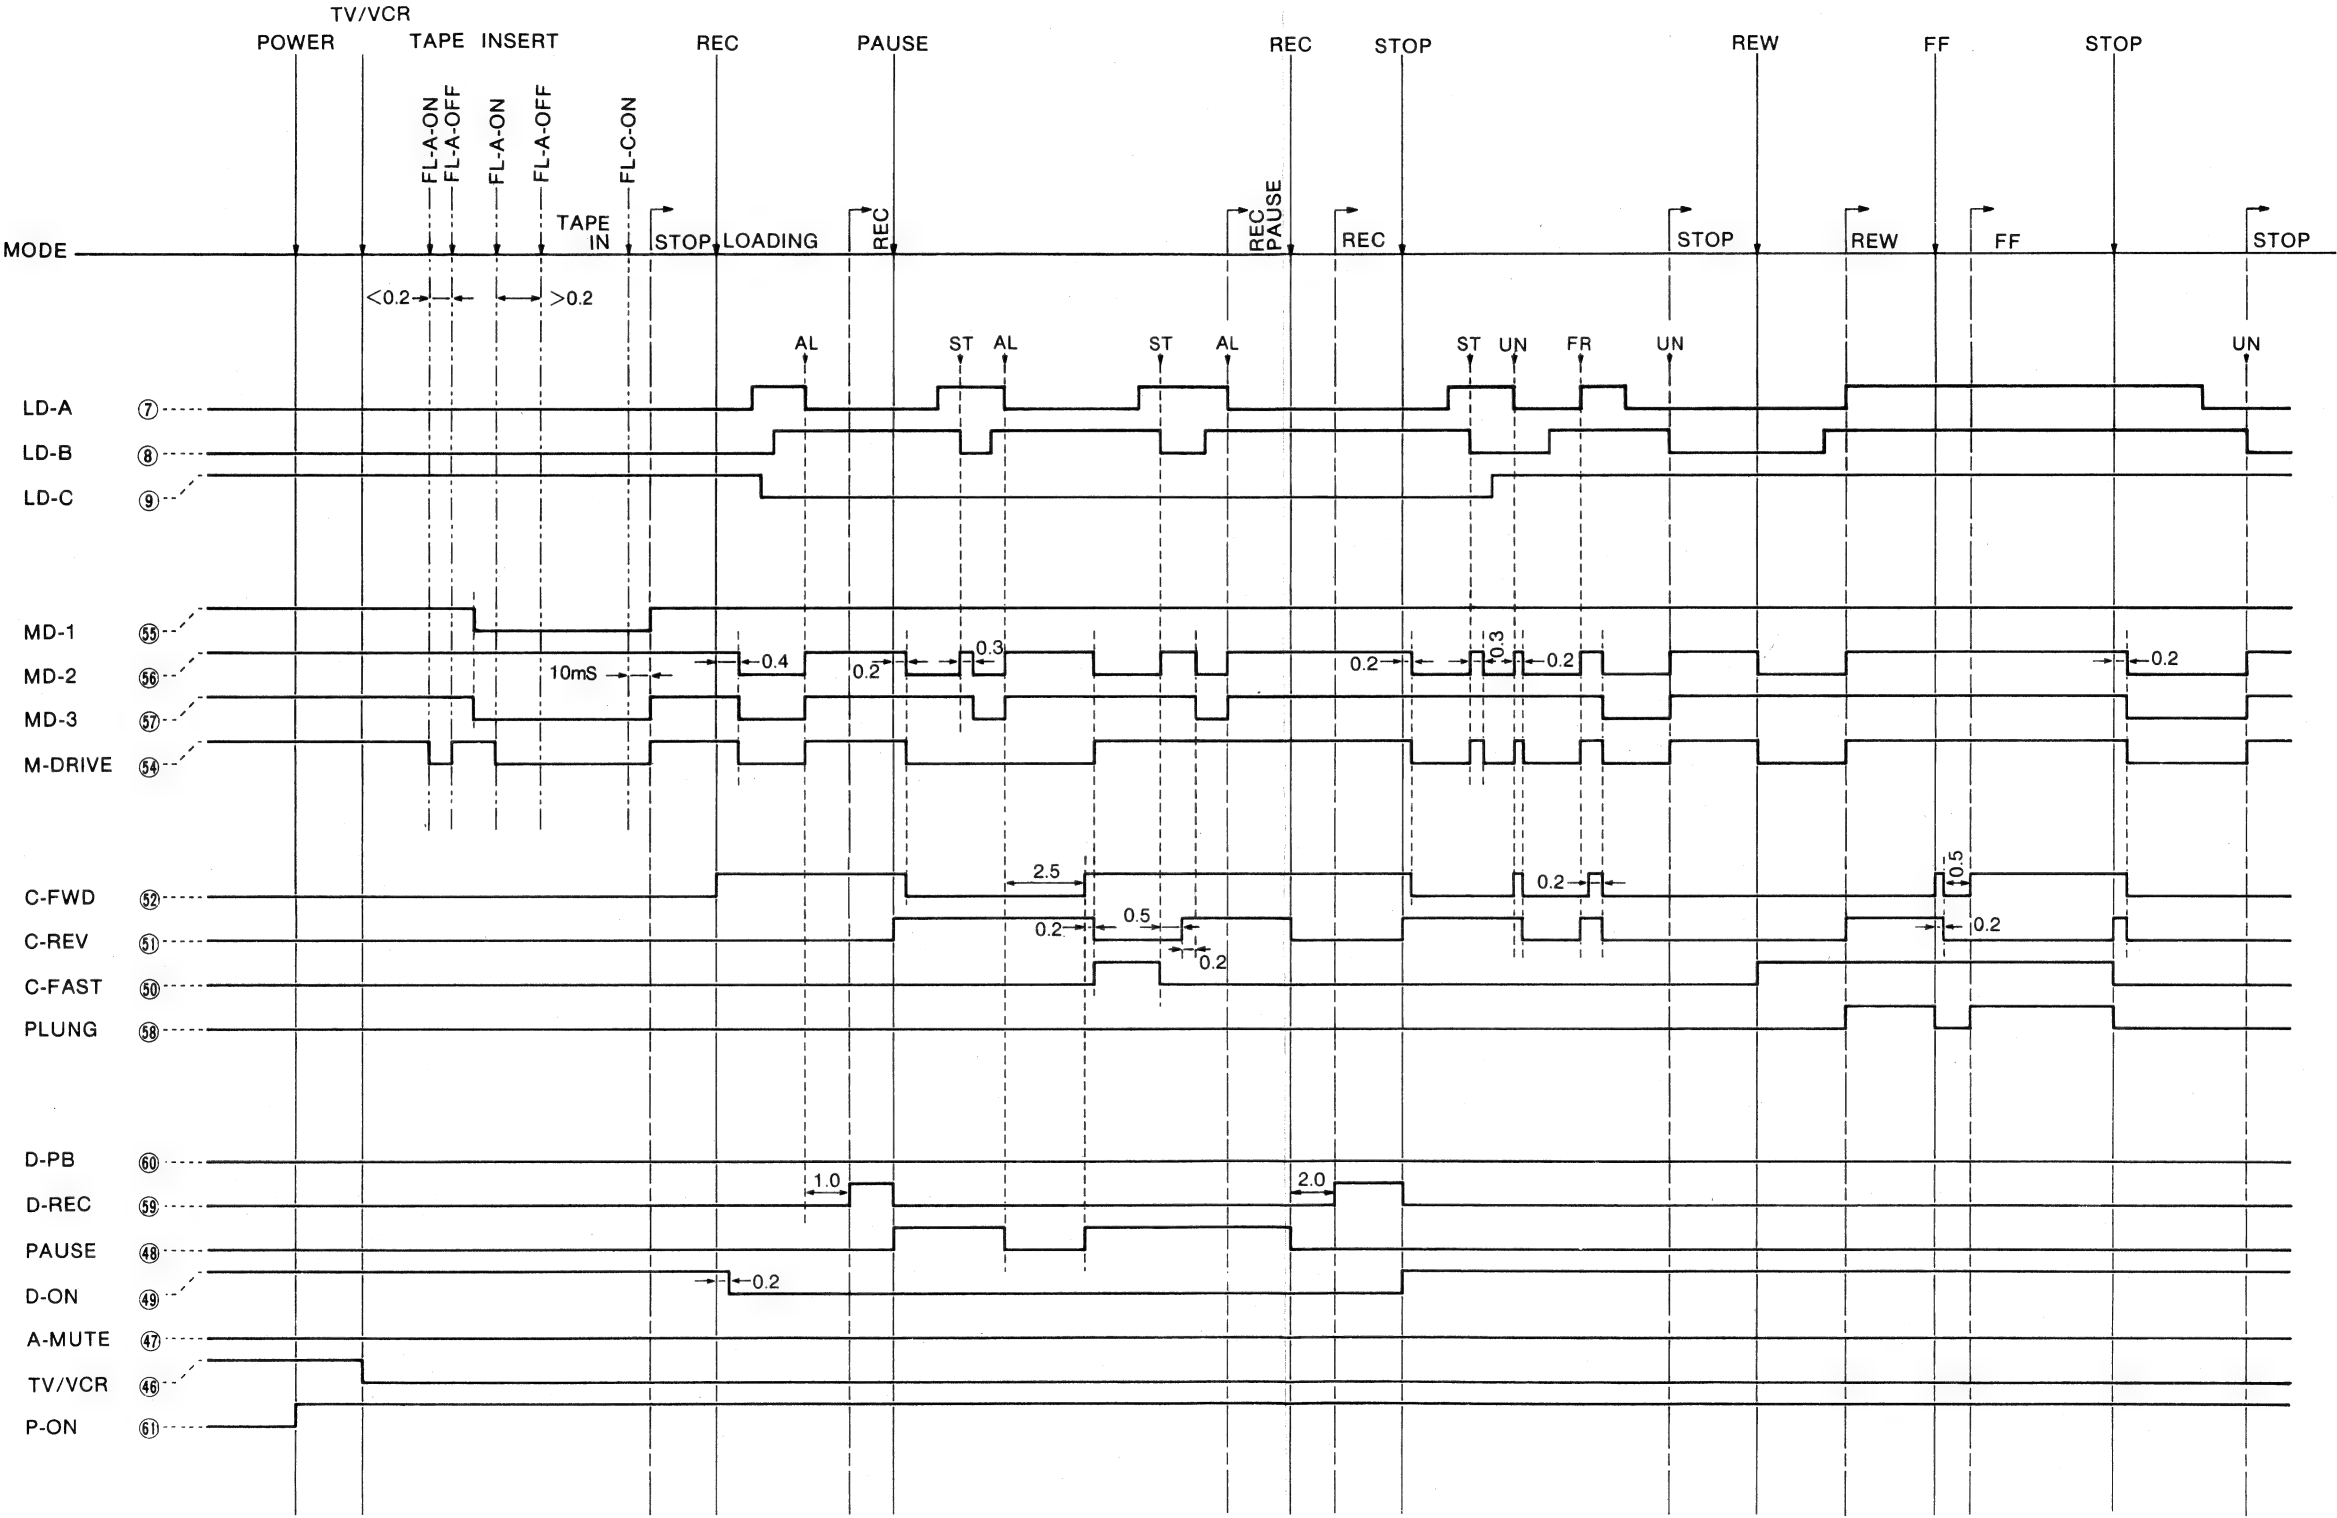 TV/VCR
POWER TAPE INSERT REC PAUSE REC STOP REW FF STOP
FL-A-ON
FL-A-OFF
FL-A-ON
FL-A-OFF
FL-C-ON
TAPE
IN
REC
REC
PAUSE
MODE STOP LOADING REC STOP REW FF STOP
<0.2 >0.2
AL ST AL ST AL ST UN FR UN UN
LD-A ⑦
LD-B ⑧
LD-C ⑨
MD-1 55
0.3
0.3
MD-2 56 10mS 0.4 0.2 0.2 0.2 0.2
MD-3 57
M-DRIVE 54
2.5 0.2 0.5
C-FWD 52
0.5
C-REV 51 0.2 0.2
0.2
C-FAST 50
PLUNG 58
D-PB 60
1.0 2.0
D-REC 59
PAUSE 48
0.2
D-ON 49
A-MUTE 47
TV/VCR 46
P-ON 61